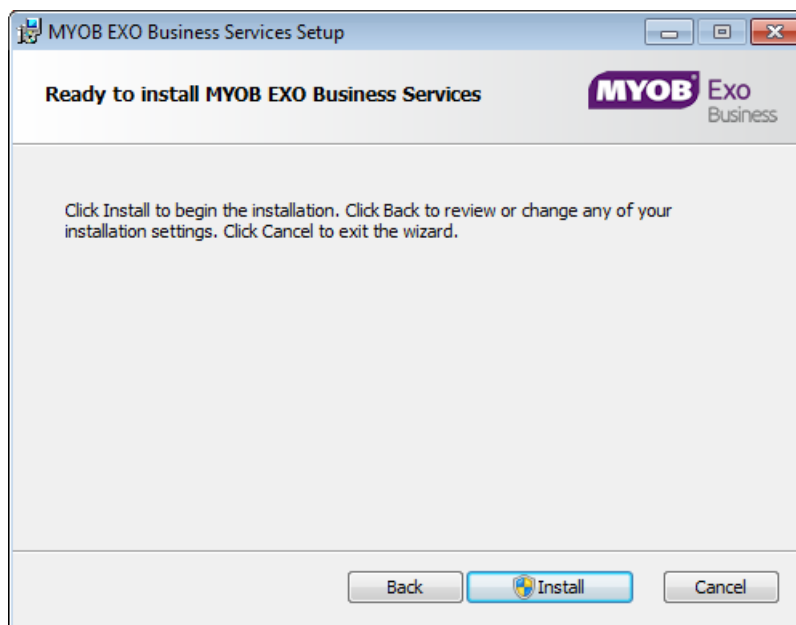 MYOB EXO Business Services Setup
Ready to install MYOB EXO Business Services
MYOB® Exo
Business
Click Install to begin the installation. Click Back to review or change any of your
installation settings. Click Cancel to exit the wizard.
Back Install Cancel